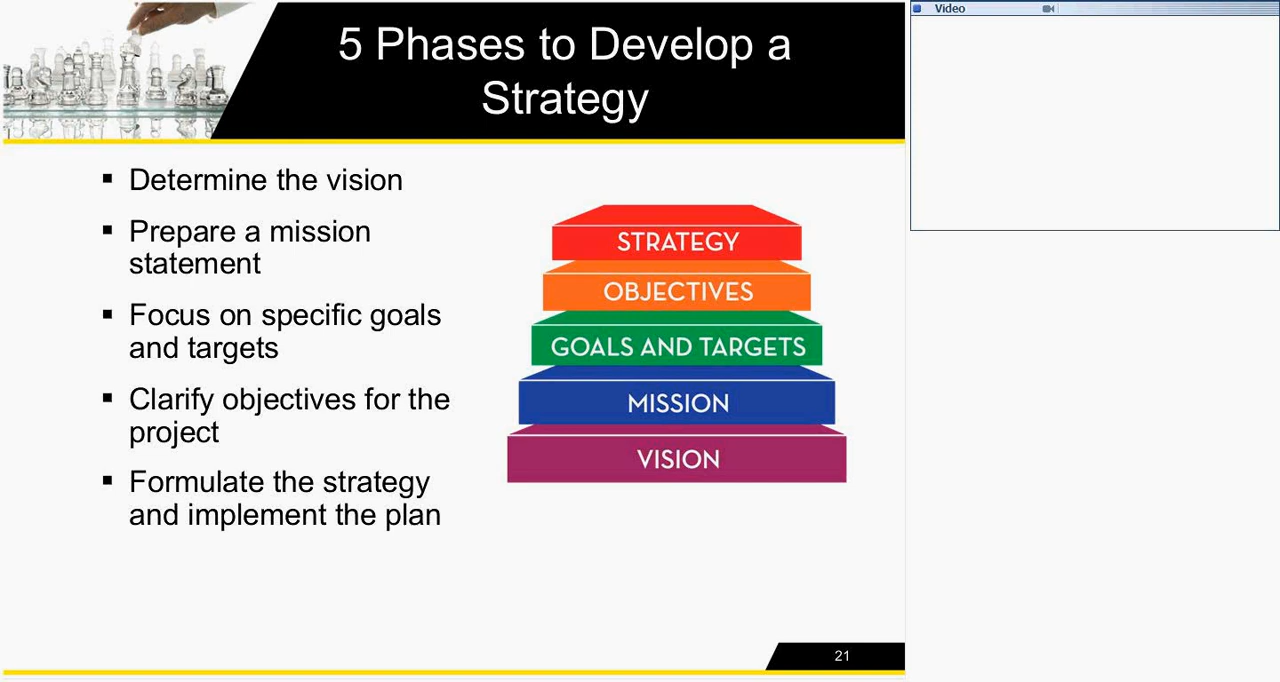 5 Phases to Develop a
Strategy
▪ Determine the vision
▪ Prepare a mission
statement
▪ Focus on specific goals
and targets
▪ Clarify objectives for the
project
▪ Formulate the strategy
and implement the plan
STRATEGY
OBJECTIVES
GOALS AND TARGETS
MISSION
VISION
21
Video